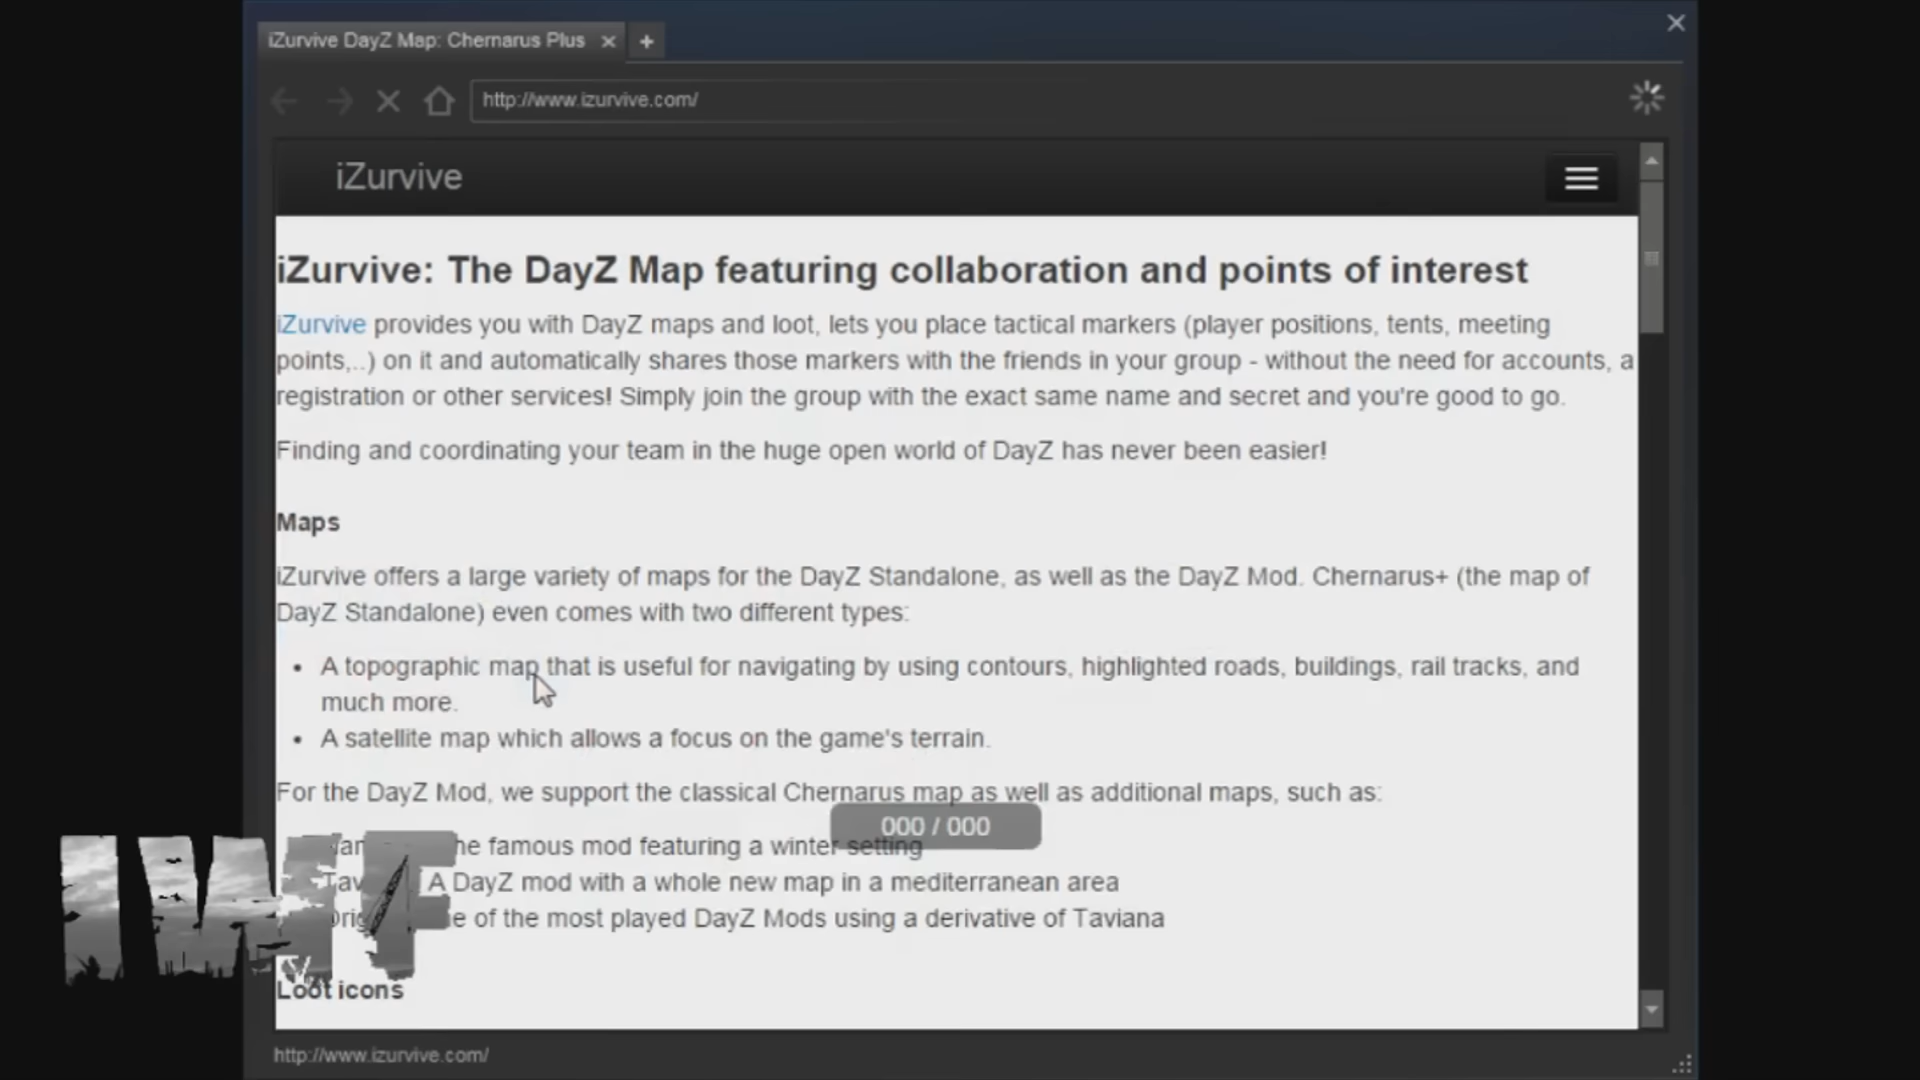 iZurvive DayZ Map: Chernarus Plus
http://www.izurvive.com/
iZurvive
iZurvive: The DayZ Map featuring collaboration and points of interest
iZurvive provides you with DayZ maps and loot, lets you place tactical markers (player positions, tents, meeting
points,..) on it and automatically shares those markers with the friends in your group - without the need for accounts, a
registration or other services! Simply join the group with the exact same name and secret and you're good to go.
Finding and coordinating your team in the huge open world of DayZ has never been easier!
Maps
iZurvive offers a large variety of maps for the DayZ Standalone, as well as the DayZ Mod. Chernarus+ (the map of
DayZ Standalone) even comes with two different types:
• A topographic map that is useful for navigating by using contours, highlighted roads, buildings, rail tracks, and
much more.
• A satellite map which allows a focus on the game's terrain.
For the DayZ Mod, we support the classical Chernarus map as well as additional maps, such as:
000 / 000
famous mod featuring a winter setting
A DayZ mod with a whole new map in a mediterranean area
of the most played DayZ Mods using a derivative of Taviana
Loot icons
http://www.izurvive.com/